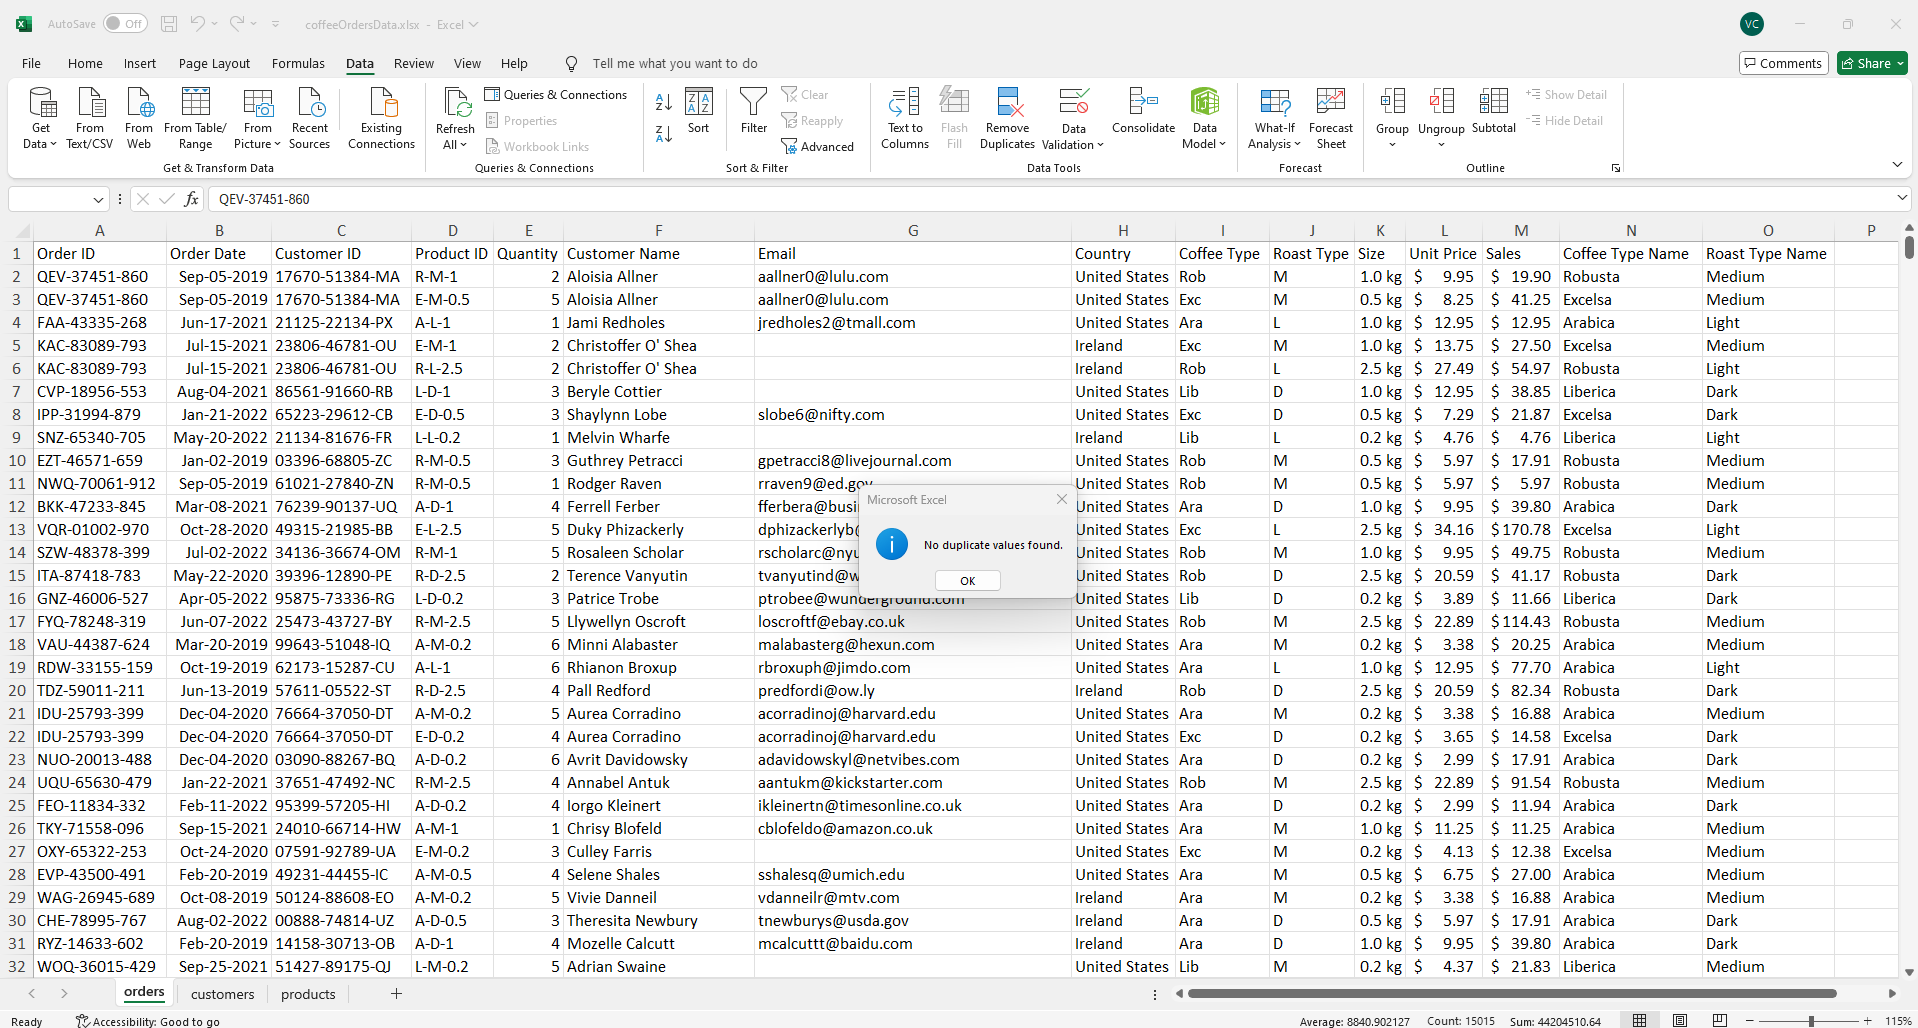 AutoSave Off coffeeOrdersData.xlsx - Excel VC
File Home Insert Page Layout Formulas Data Review View Help Tell me what you want to do Comments Share
Get Data From Text/CSV From Web From Table/ Range From Picture Recent Sources Existing Connections
Get & Transform Data
Refresh All Queries & Connections Properties Workbook Links
Queries & Connections
Sort Filter Clear Reapply Advanced
Sort & Filter
Text to Columns Flash Fill Remove Duplicates Data Validation Consolidate Data Model
Data Tools
What-If Analysis Forecast Sheet
Forecast
Group Ungroup Subtotal Show Detail Hide Detail
Outline
fx QEV-37451-860
A B C D E F G H I J K L M N O P
1 Order ID Order Date Customer ID Product ID Quantity Customer Name Email Country Coffee Type Roast Type Size Unit Price Sales Coffee Type Name Roast Type Name
2 QEV-37451-860 Sep-05-2019 17670-51384-MA R-M-1 2 Aloisia Allner aallner0@lulu.com United States Rob M 1.0 kg $ 9.95 $ 19.90 Robusta Medium
3 QEV-37451-860 Sep-05-2019 17670-51384-MA E-M-0.5 5 Aloisia Allner aallner0@lulu.com United States Exc M 0.5 kg $ 8.25 $ 41.25 Excelsa Medium
4 FAA-43335-268 Jun-17-2021 21125-22134-PX A-L-1 1 Jami Redholes jredholes2@tmall.com United States Ara L 1.0 kg $ 12.95 $ 12.95 Arabica Light
5 KAC-83089-793 Jul-15-2021 23806-46781-OU E-M-1 2 Christoffer O' Shea Ireland Exc M 1.0 kg $ 13.75 $ 27.50 Excelsa Medium
6 KAC-83089-793 Jul-15-2021 23806-46781-OU R-L-2.5 2 Christoffer O' Shea Ireland Rob L 2.5 kg $ 27.49 $ 54.97 Robusta Light
7 CVP-18956-553 Aug-04-2021 86561-91660-RB L-D-1 3 Beryle Cottier United States Lib D 1.0 kg $ 12.95 $ 38.85 Liberica Dark
8 IPP-31994-879 Jan-21-2022 65223-29612-CB E-D-0.5 3 Shaylynn Lobe slobe6@nifty.com United States Exc D 0.5 kg $ 7.29 $ 21.87 Excelsa Dark
9 SNZ-65340-705 May-20-2022 21134-81676-FR L-L-0.2 1 Melvin Wharfe Ireland Lib L 0.2 kg $ 4.76 $ 4.76 Liberica Light
10 EZT-46571-659 Jan-02-2019 03396-68805-ZC R-M-0.5 3 Guthrey Petracci gpetracci8@livejournal.com United States Rob M 0.5 kg $ 5.97 $ 17.91 Robusta Medium
11 NWQ-70061-912 Sep-05-2019 61021-27840-ZN R-M-0.5 1 Rodger Raven rraven9@ed.gov United States Rob M 0.5 kg $ 5.97 $ 5.97 Robusta Medium
12 BKK-47233-845 Mar-08-2021 76239-90137-UQ A-D-1 4 Ferrell Ferber fferbera@busi United States Ara D 1.0 kg $ 9.95 $ 39.80 Arabica Dark
13 VQR-01002-970 Oct-28-2020 49315-21985-BB E-L-2.5 5 Duky Phizackerly dphizackerlyb@ United States Exc L 2.5 kg $ 34.16 $170.78 Excelsa Light
14 SZW-48378-399 Jul-02-2022 34136-36674-OM R-M-1 5 Rosaleen Scholar rscholarc@nyu United States Rob M 1.0 kg $ 9.95 $ 49.75 Robusta Medium
15 ITA-87418-783 May-22-2020 39396-12890-PE R-D-2.5 2 Terence Vanyutin tvanyutind@w United States Rob D 2.5 kg $ 20.59 $ 41.17 Robusta Dark
16 GNZ-46006-527 Apr-05-2022 95875-73336-RG L-D-0.2 3 Patrice Trobe ptrobee@wunderground.com United States Lib D 0.2 kg $ 3.89 $ 11.66 Liberica Dark
Microsoft Excel
No duplicate values found.
OK
17 FYQ-78248-319 Jun-07-2022 25473-43727-BY R-M-2.5 5 Llywellyn Oscroft loscroftf@ebay.co.uk United States Rob M 2.5 kg $ 22.89 $114.43 Robusta Medium
18 VAU-44387-624 Mar-20-2019 99643-51048-IQ A-M-0.2 6 Minni Alabaster malabasterg@hexun.com United States Ara M 0.2 kg $ 3.38 $ 20.25 Arabica Medium
19 RDW-33155-159 Oct-19-2019 62173-15287-CU A-L-1 6 Rhianon Broxup rbroxuph@jimdo.com United States Ara L 1.0 kg $ 12.95 $ 77.70 Arabica Light
20 TDZ-59011-211 Jun-13-2019 57611-05522-ST R-D-2.5 4 Pall Redford predfordi@ow.ly Ireland Rob D 2.5 kg $ 20.59 $ 82.34 Robusta Dark
21 IDU-25793-399 Dec-04-2020 76664-37050-DT A-M-0.2 5 Aurea Corradino acorradinoj@harvard.edu United States Ara M 0.2 kg $ 3.38 $ 16.88 Arabica Medium
22 IDU-25793-399 Dec-04-2020 76664-37050-DT E-D-0.2 4 Aurea Corradino acorradinoj@harvard.edu United States Exc D 0.2 kg $ 3.65 $ 14.58 Excelsa Dark
23 NUO-20013-488 Dec-04-2020 03090-88267-BQ A-D-0.2 6 Avrit Davidowsky adavidowskyl@netvibes.com United States Ara D 0.2 kg $ 2.99 $ 17.91 Arabica Dark
24 UQU-65630-479 Jan-22-2021 37651-47492-NC R-M-2.5 4 Annabel Antuk aantukm@kickstarter.com United States Rob M 2.5 kg $ 22.89 $ 91.54 Robusta Medium
25 FEO-11834-332 Feb-11-2022 95399-57205-HI A-D-0.2 4 Iorgo Kleinert ikleinertn@timesonline.co.uk United States Ara D 0.2 kg $ 2.99 $ 11.94 Arabica Dark
26 TKY-71558-096 Sep-15-2021 24010-66714-HW A-M-1 1 Chrisy Blofeld cblofeldo@amazon.co.uk United States Ara M 1.0 kg $ 11.25 $ 11.25 Arabica Medium
27 OXY-65322-253 Oct-24-2020 07591-92789-UA E-M-0.2 3 Culley Farris United States Exc M 0.2 kg $ 4.13 $ 12.38 Excelsa Medium
28 EVP-43500-491 Feb-20-2019 49231-44455-IC A-M-0.5 4 Selene Shales sshalesq@umich.edu United States Ara M 0.5 kg $ 6.75 $ 27.00 Arabica Medium
29 WAG-26945-689 Oct-08-2019 50124-88608-EO A-M-0.2 5 Vivie Danneil vdanneilr@mtv.com Ireland Ara M 0.2 kg $ 3.38 $ 16.88 Arabica Medium
30 CHE-78995-767 Aug-02-2022 00888-74814-UZ A-D-0.5 3 Theresita Newbury tnewburys@usda.gov Ireland Ara D 0.5 kg $ 5.97 $ 17.91 Arabica Dark
31 RYZ-14633-602 Feb-20-2019 14158-30713-OB A-D-1 4 Mozelle Calcutt mcalcuttt@baidu.com Ireland Ara D 1.0 kg $ 9.95 $ 39.80 Arabica Dark
32 WOQ-36015-429 Sep-25-2021 51427-89175-QJ L-M-0.2 5 Adrian Swaine United States Lib M 0.2 kg $ 4.37 $ 21.83 Liberica Medium
orders customers products
Ready Accessibility: Good to go Average: 8840.902127 Count: 15015 Sum: 44204510.64 115%